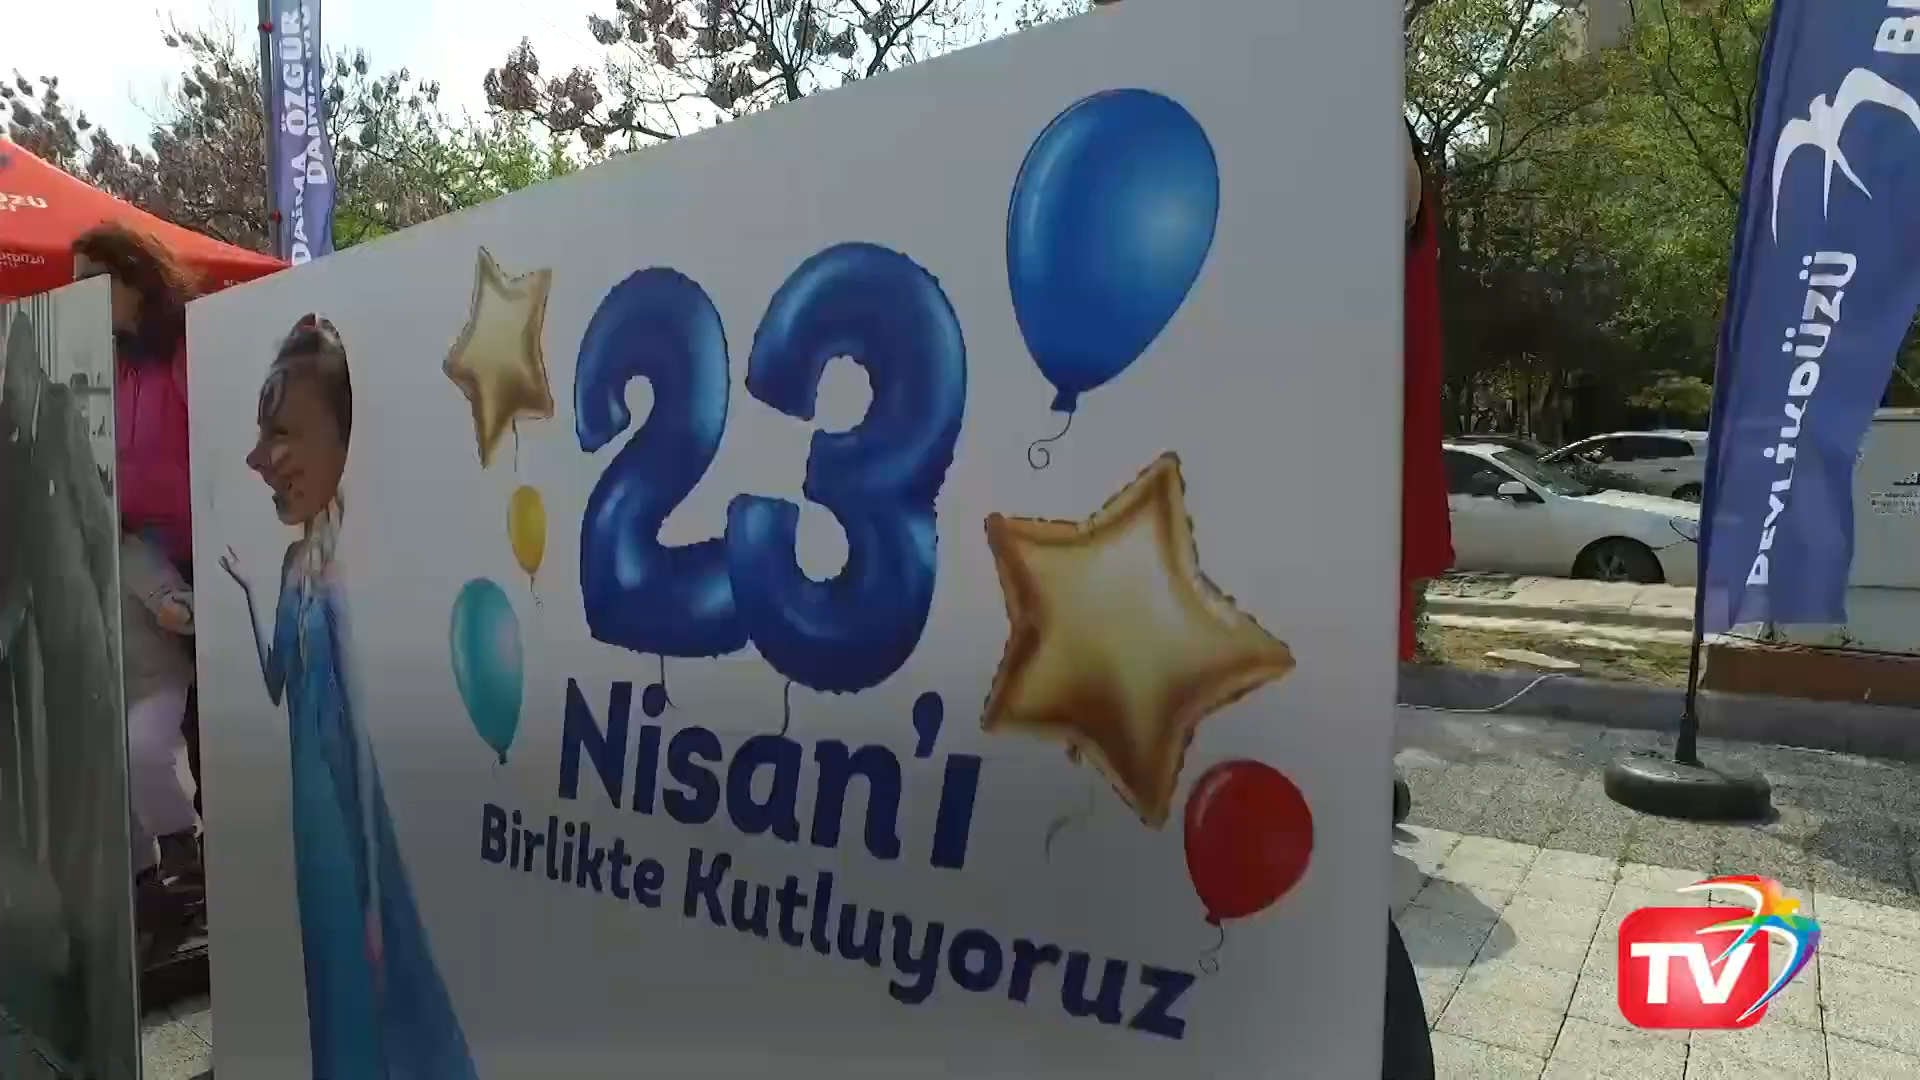 DAİMA ÖZGÜR,
23
Nisan'ı
Birlikte Kutluyoruz
BEYLİKDÜZÜ
TV